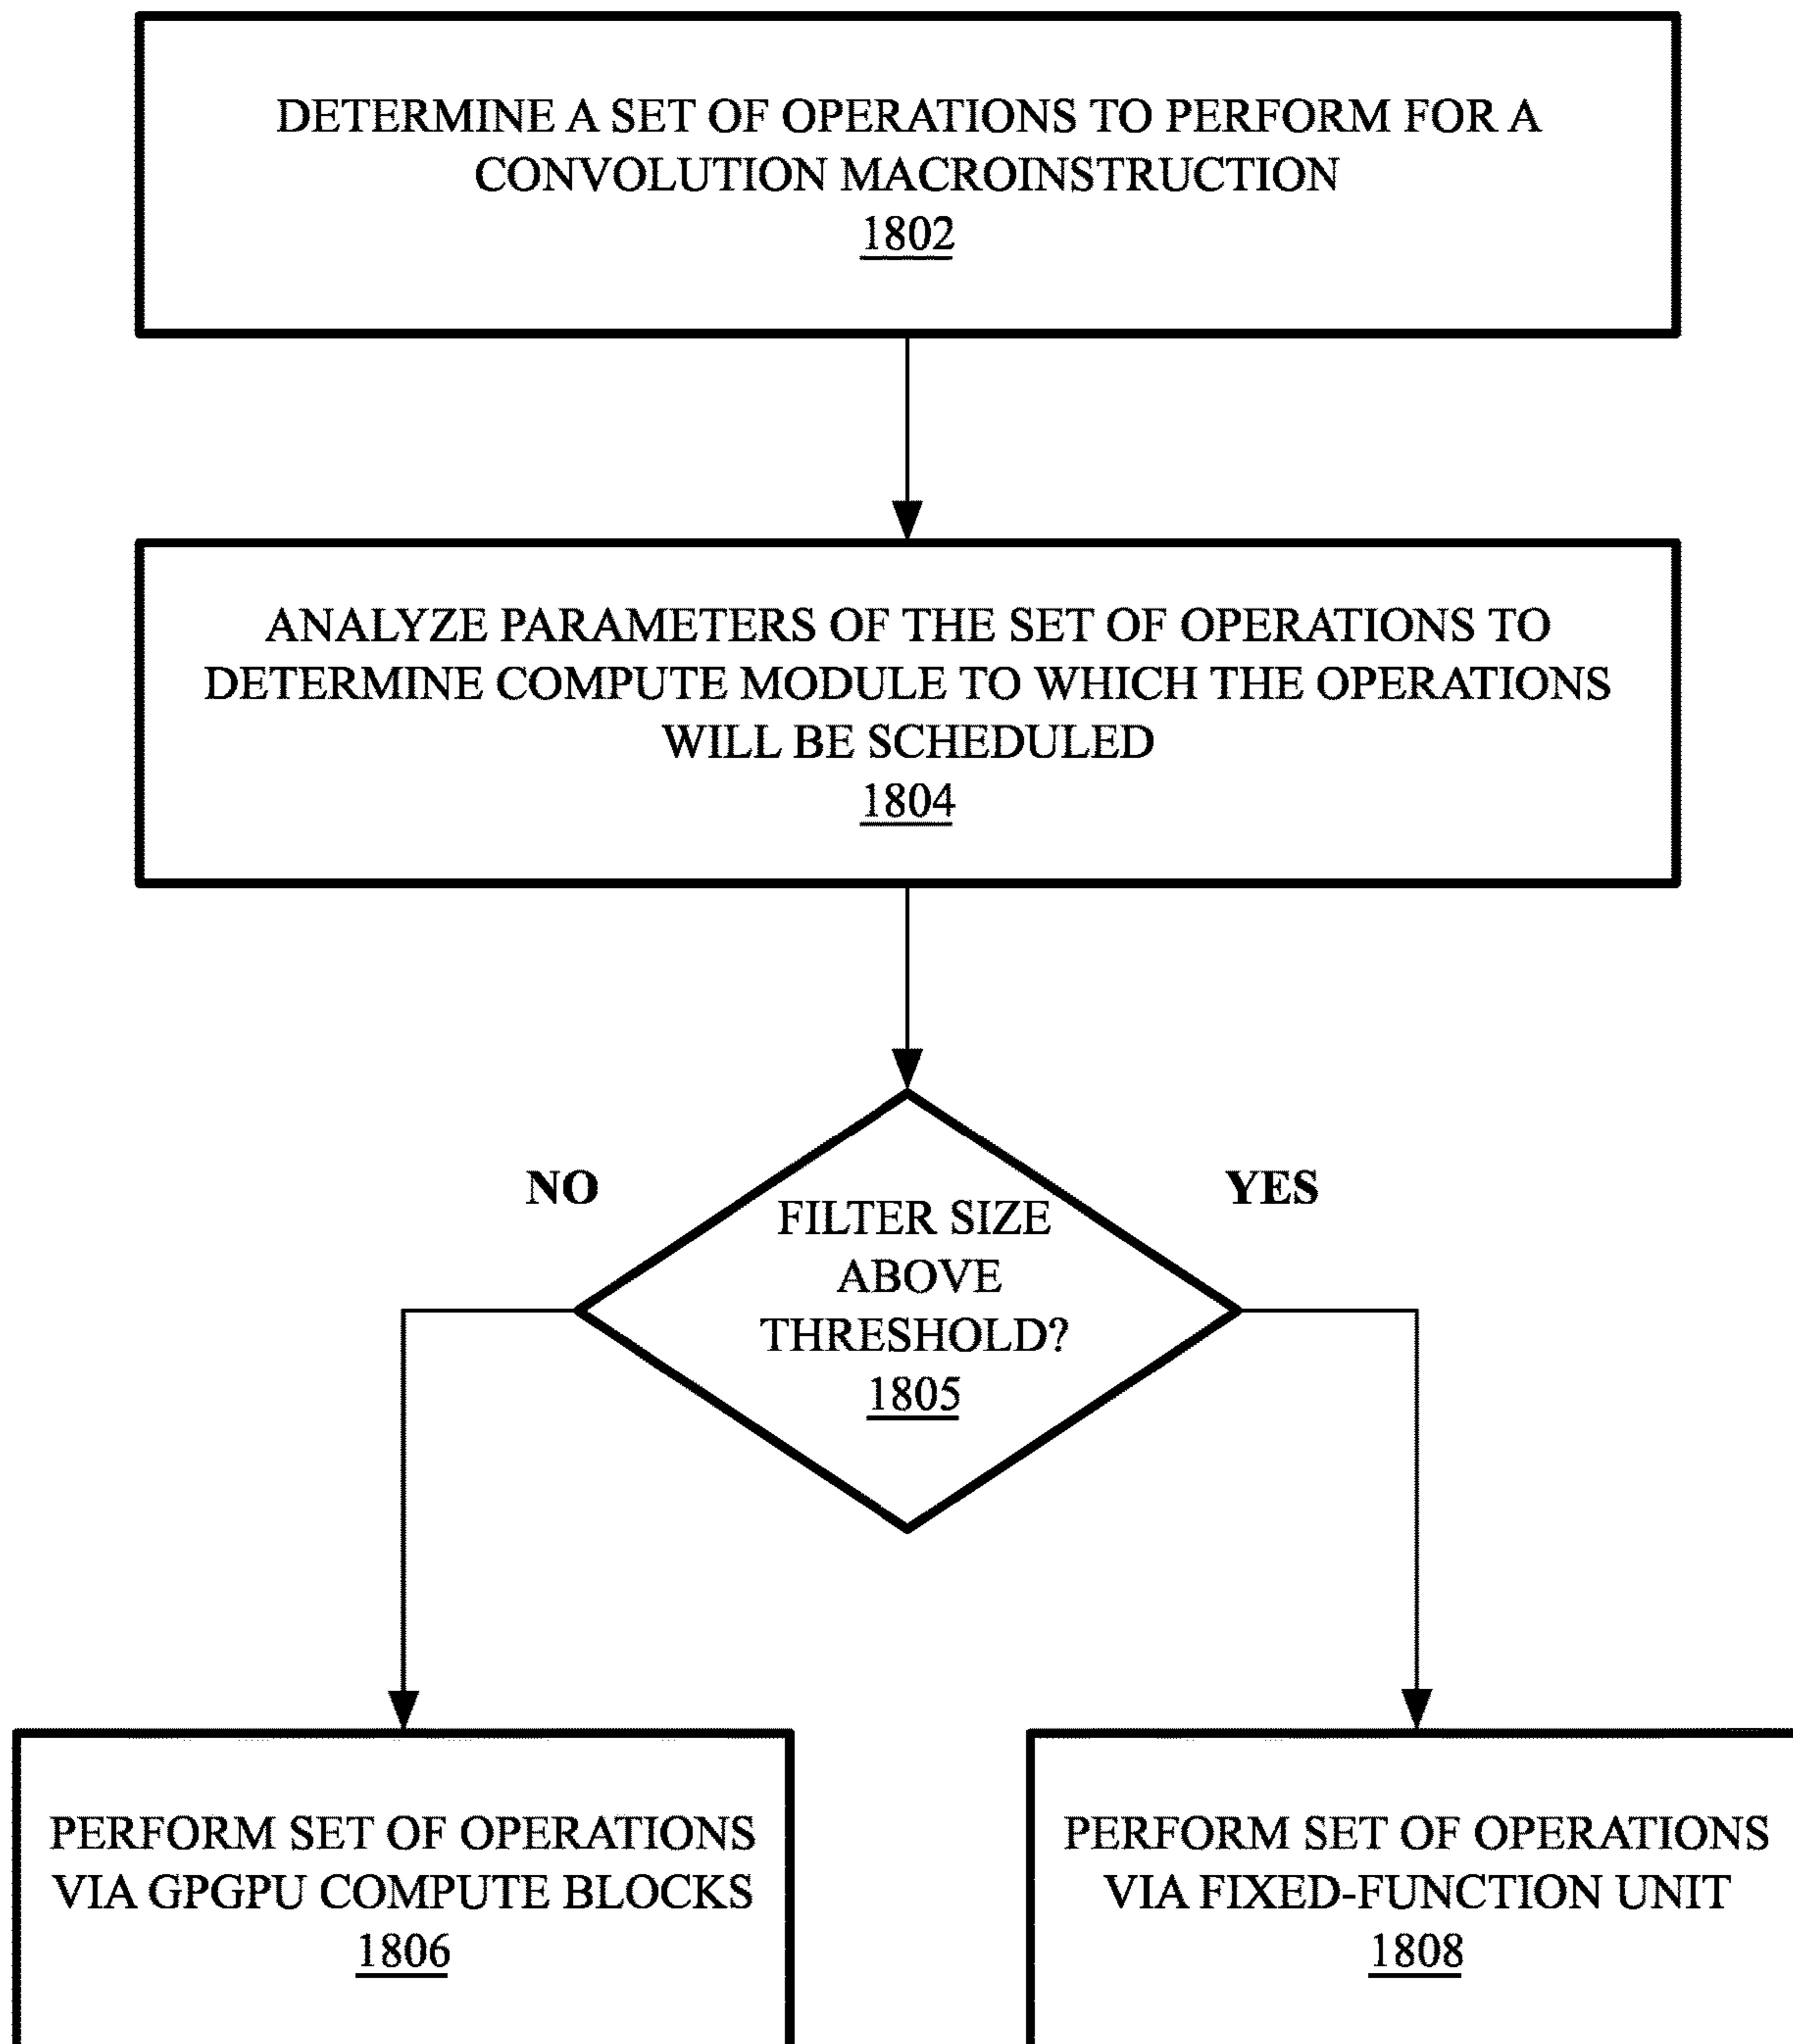 DETERMINE A SET OF OPERATIONS TO PERFORM FOR A
CONVOLUTION MACROINSTRUCTION
1802
ANALYZE PARAMETERS OF THE SET OF OPERATIONS TO
DETERMINE COMPUTE MODULE TO WHICH THE OPERATIONS
WILL BE SCHEDULED
1804
NO
YES
FILTER SIZE
ABOVE
THRESHOLD?
1805
PERFORM SET OF OPERATIONS
VIA GPGPU COMPUTE BLOCKS
1806
PERFORM SET OF OPERATIONS
VIA FIXED-FUNCTION UNIT
1808